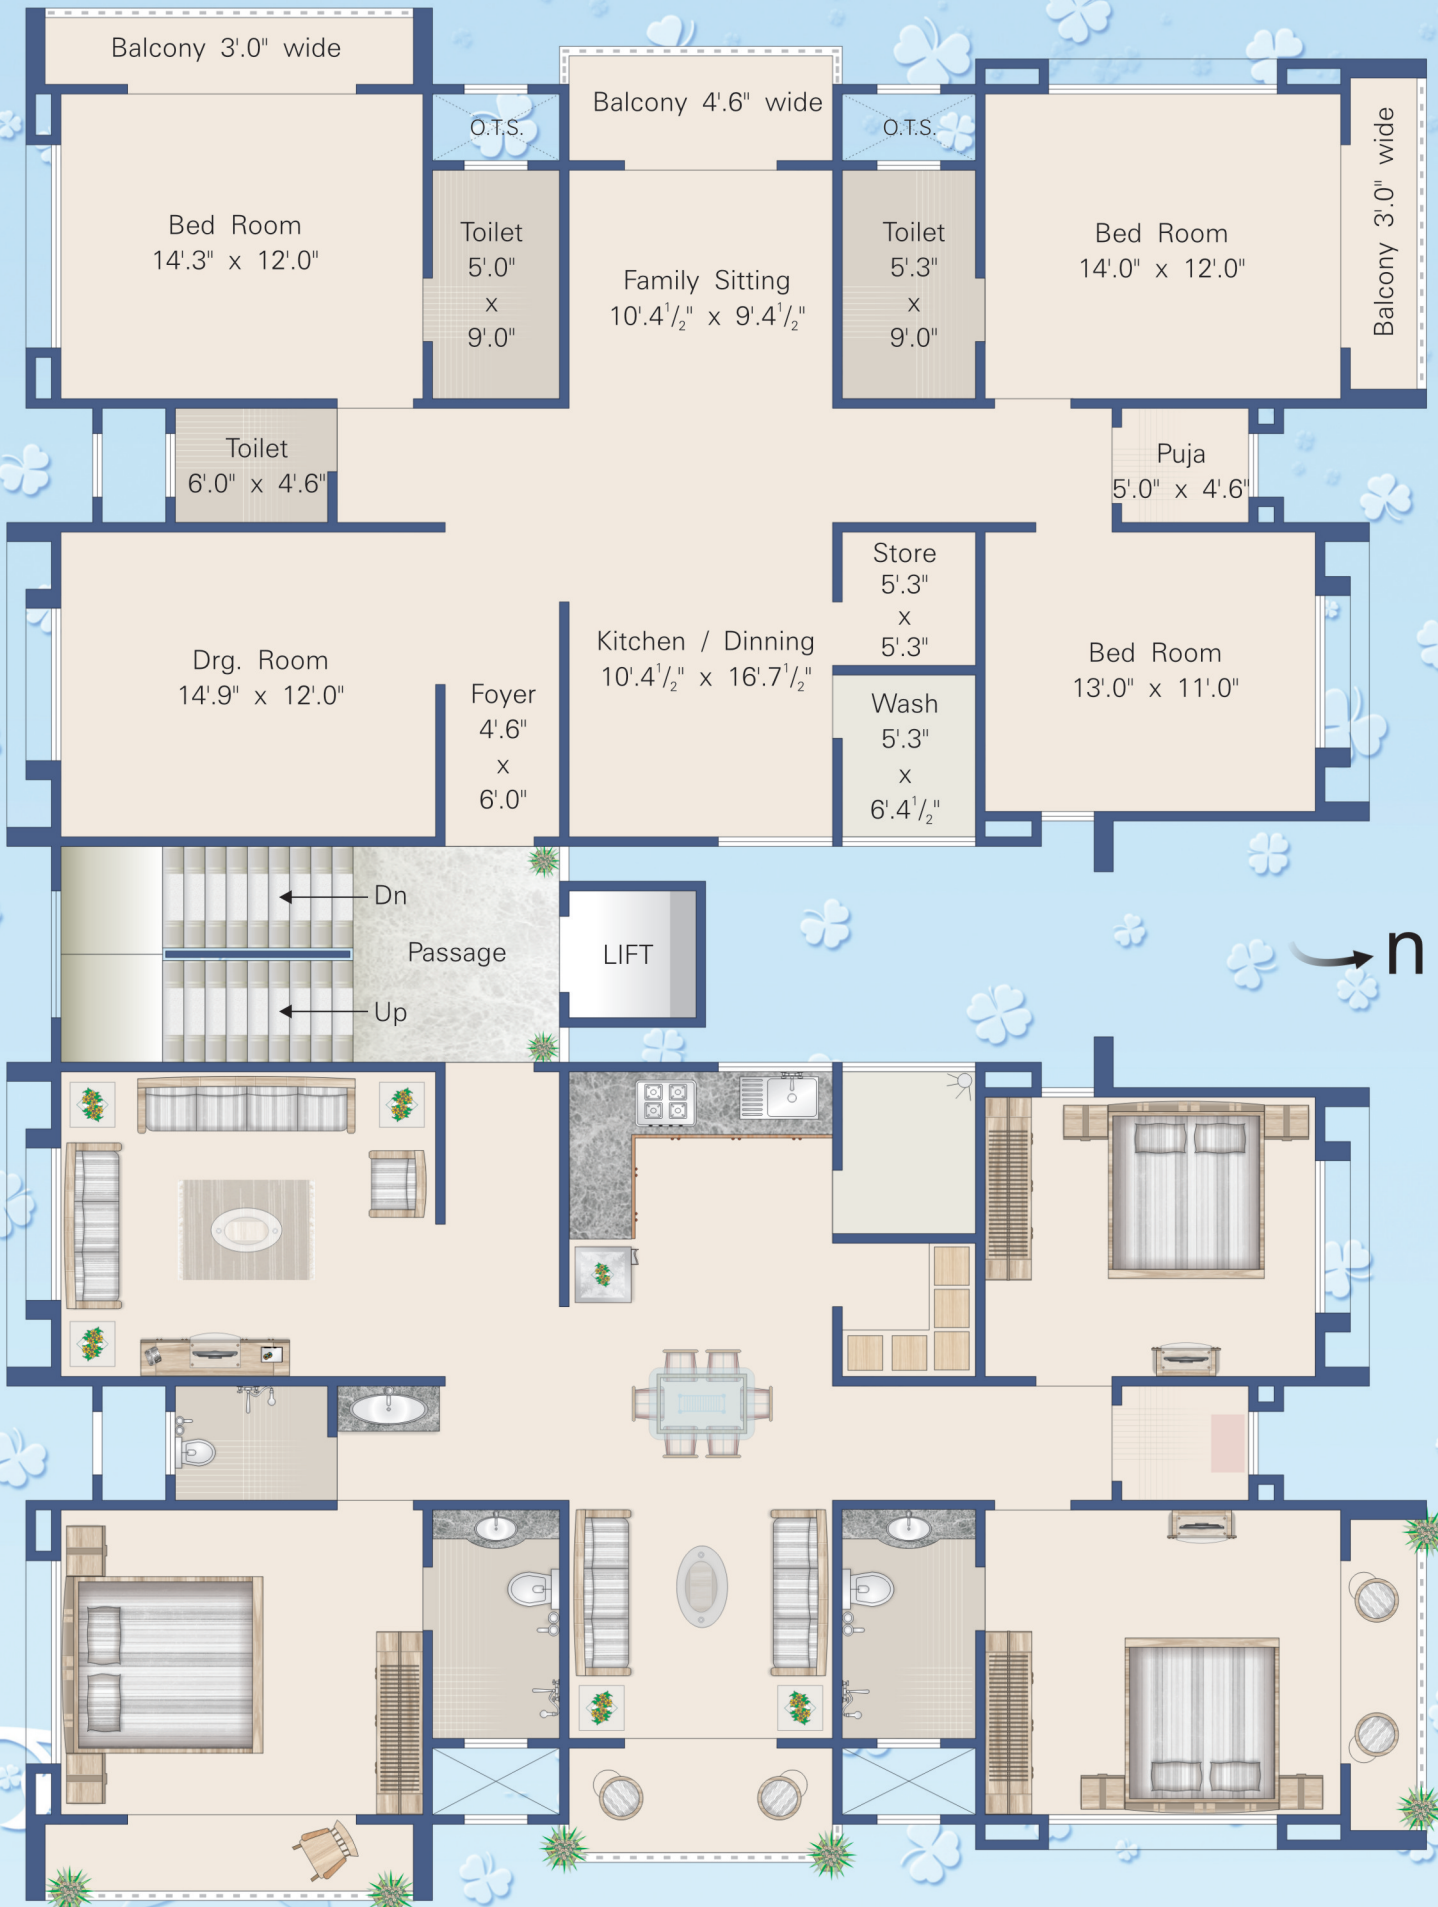 Balcony 3'.0" wide
Balcony 4'.6" wide
O.T.S.
O.T.S.
Balcony 3'.0" wide
Bed Room
14'.3" x 12'.0"
Toilet
5'.0"
x
9'.0"
Family Sitting
10'.4½" x 9'.4½"
Toilet
5'.3"
x
9'.0"
Bed Room
14'.0" x 12'.0"
Toilet
6'.0" x 4'.6"
Puja
5'.0" x 4'.6"
Drg. Room
14'.9" x 12'.0"
Foyer
4'.6"
x
6'.0"
Kitchen / Dinning
10'.4½" x 16'.7½"
Store
5'.3"
x
5'.3"
Wash
5'.3"
x
6'.4½"
Bed Room
13'.0" x 11'.0"
Dn
Passage
Up
LIFT
n